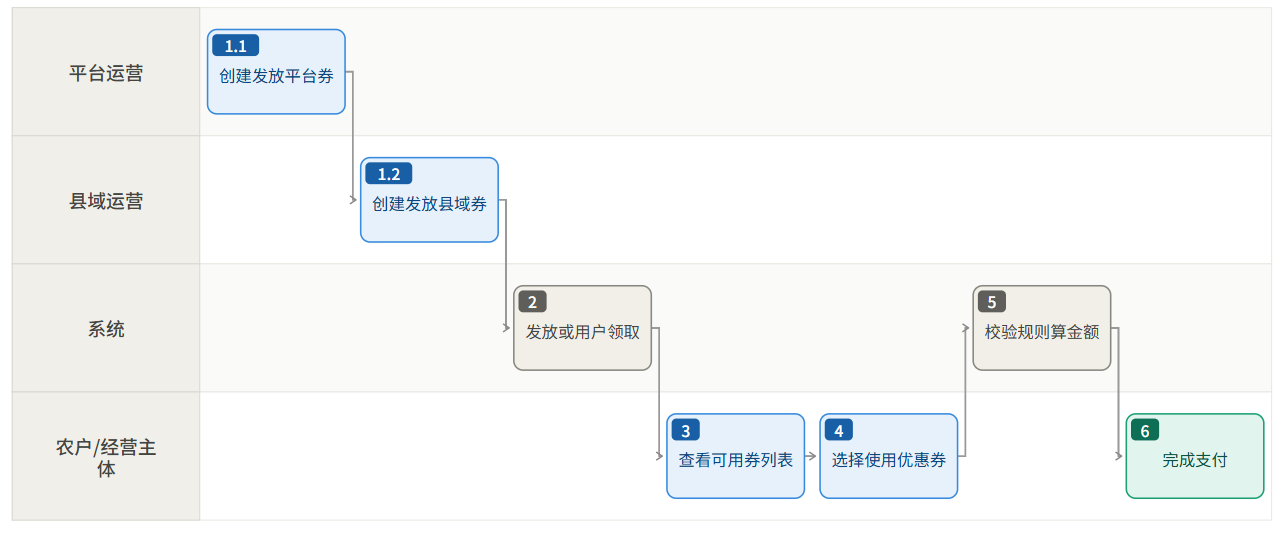 平台运营
1.1
创建发放平台券
县域运营
1.2
创建发放县域券
系统
2
发放或用户领取
5
校验规则算金额
农户/经营主
体
3
查看可用券列表
4
选择使用优惠券
6
完成支付